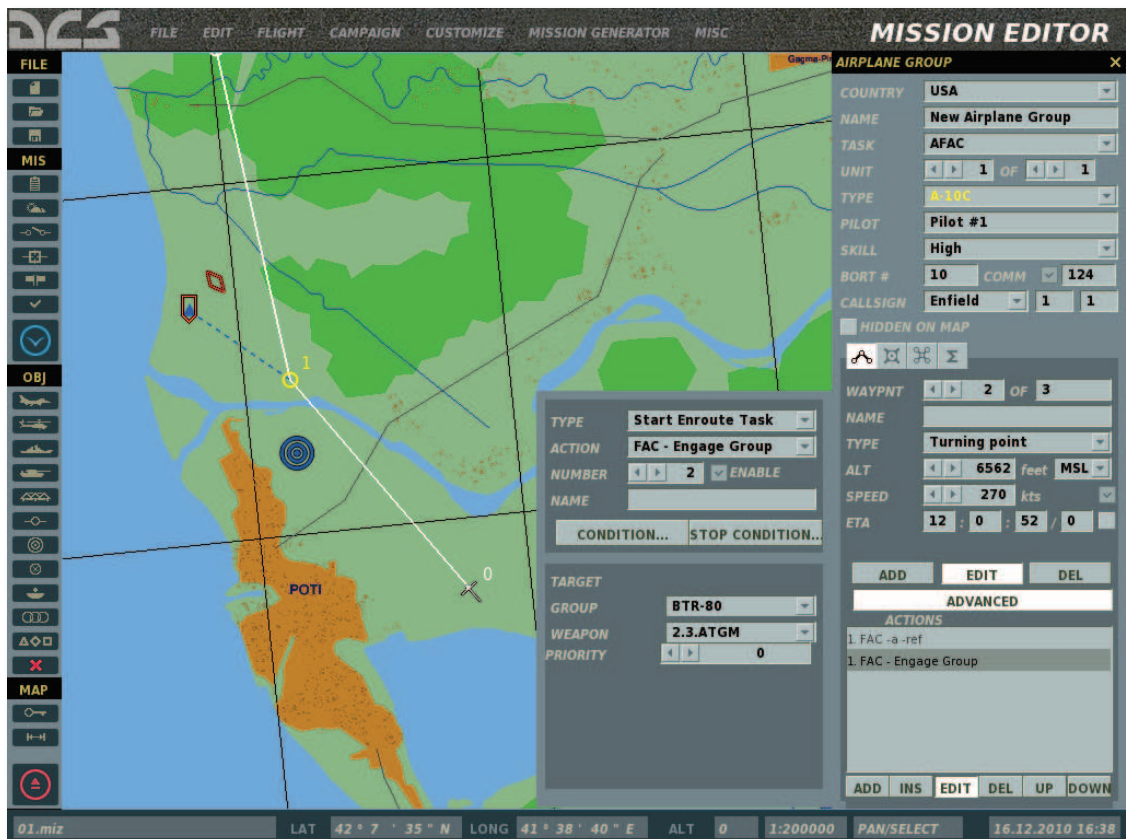 DCS
FILE EDIT FLIGHT CAMPAIGN CUSTOMIZE MISSION GENERATOR MISC
MISSION EDITOR
FILE
MIS
OBJ
MAP
Gagma-Pi
1
0
POTI
TYPE Start Enroute Task
ACTION FAC - Engage Group
NUMBER 2 ENABLE
NAME
CONDITION... STOP CONDITION...
TARGET
GROUP BTR-80
WEAPON 2.3.ATGM
PRIORITY 0
AIRPLANE GROUP
COUNTRY USA
NAME New Airplane Group
TASK AFAC
UNIT 1 OF 1
TYPE A-10C
PILOT Pilot #1
SKILL High
BORT # 10 COMM 124
CALLSIGN Enfield 1 1
HIDDEN ON MAP
WAYPNT 2 OF 3
NAME
TYPE Turning point
ALT 6562 feet MSL
SPEED 270 kts
ETA 12 : 0 : 52 / 0
ADD EDIT DEL
ADVANCED
ACTIONS
1. FAC -a -ref
1. FAC - Engage Group
ADD INS EDIT DEL UP DOWN
01.miz LAT 42 ° 7 ' 35 " N LONG 41 ° 38 ' 40 " E ALT 0 1:200000 PAN/SELECT 16.12.2010 16:38